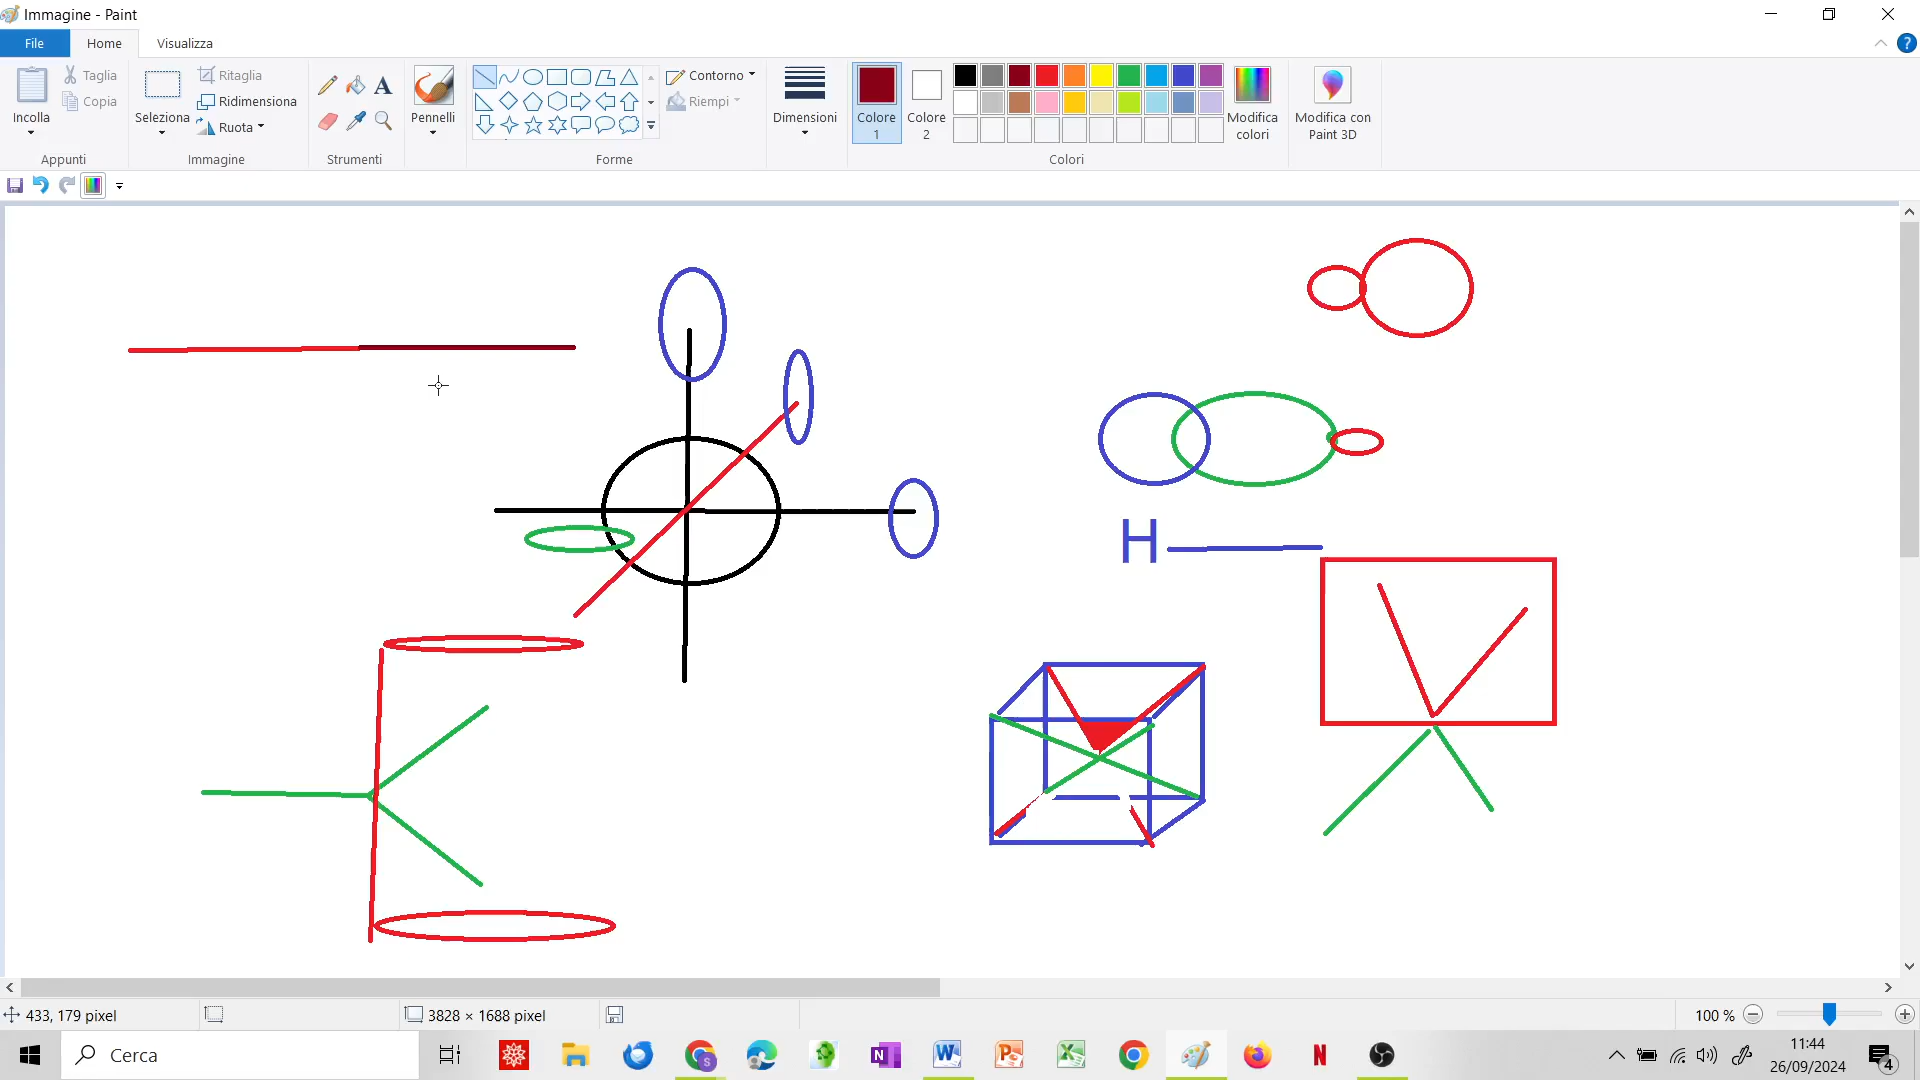 Immagine - Paint
File Home Visualizza
Incolla
Taglia
Copia
Appunti
Seleziona
Ritaglia
Ridimensiona
Ruota
Immagine
A
Strumenti
Pennelli
Forme
Contorno
Riempi
Dimensioni
Colore 1
Colore 2
Colori
Modifica colori
Modifica con Paint 3D
H
433, 179 pixel
3828 × 1688 pixel
100 %
Cerca
11:44
26/09/2024
4